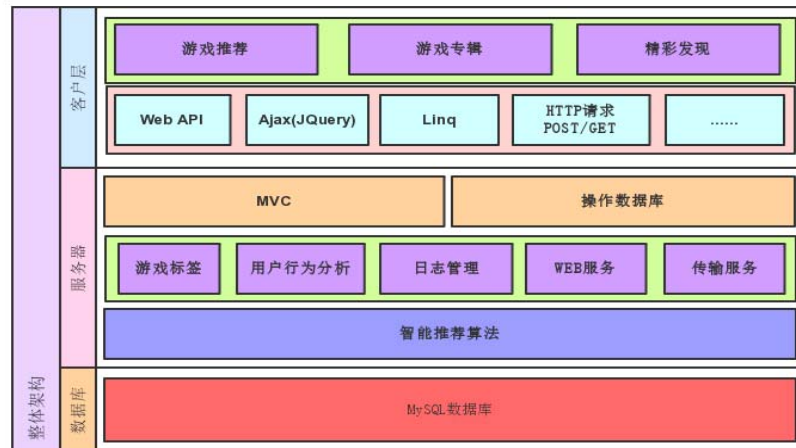 整体架构
客户层
游戏推荐
游戏专辑
精彩发现
Web API
Ajax(JQuery)
Linq
HTTP请求
POST/GET
......
服务器
MVC
操作数据库
游戏标签
用户行为分析
日志管理
WEB服务
传输服务
智能推荐算法
数据库
MySQL数据库